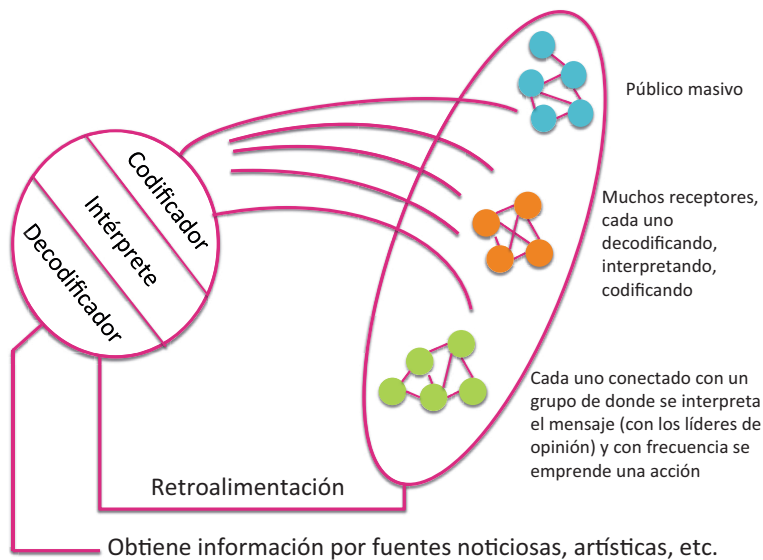 Codificador
Intérprete
Decodificador
Público masivo
Muchos receptores,
cada uno
decodificando,
interpretando,
codificando
Cada uno conectado con un
grupo de donde se interpreta
el mensaje (con los líderes de
opinión) y con frecuencia se
emprende una acción
Retroalimentación
Obtiene información por fuentes noticiosas, artísticas, etc.